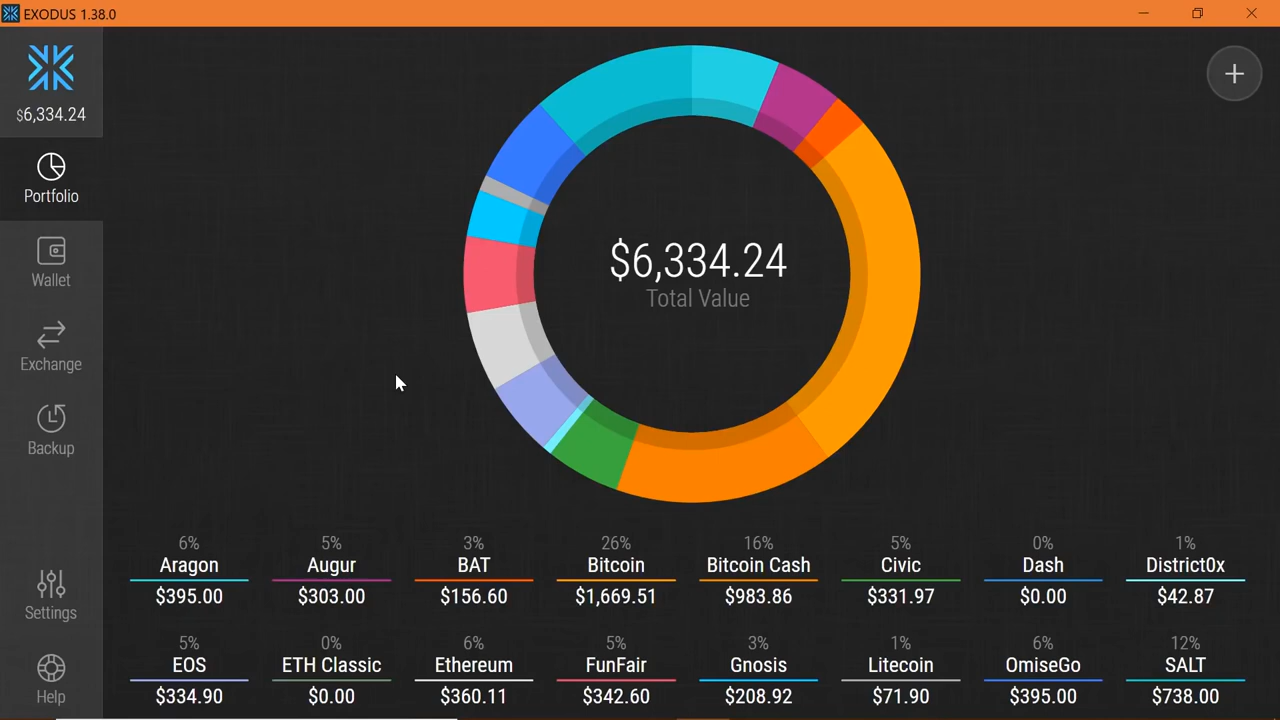 EXODUS 1.38.0
$6,334.24
Portfolio
Wallet
Exchange
Backup
Settings
Help
$6,334.24
Total Value
6% 5% 3% 26% 16% 5% 0% 1%
Aragon Augur BAT Bitcoin Bitcoin Cash Civic Dash District0x
$395.00 $303.00 $156.60 $1,669.51 $983.86 $331.97 $0.00 $42.87
5% 0% 6% 5% 3% 1% 6% 12%
EOS ETH Classic Ethereum FunFair Gnosis Litecoin OmiseGo SALT
$334.90 $0.00 $360.11 $342.60 $208.92 $71.90 $395.00 $738.00